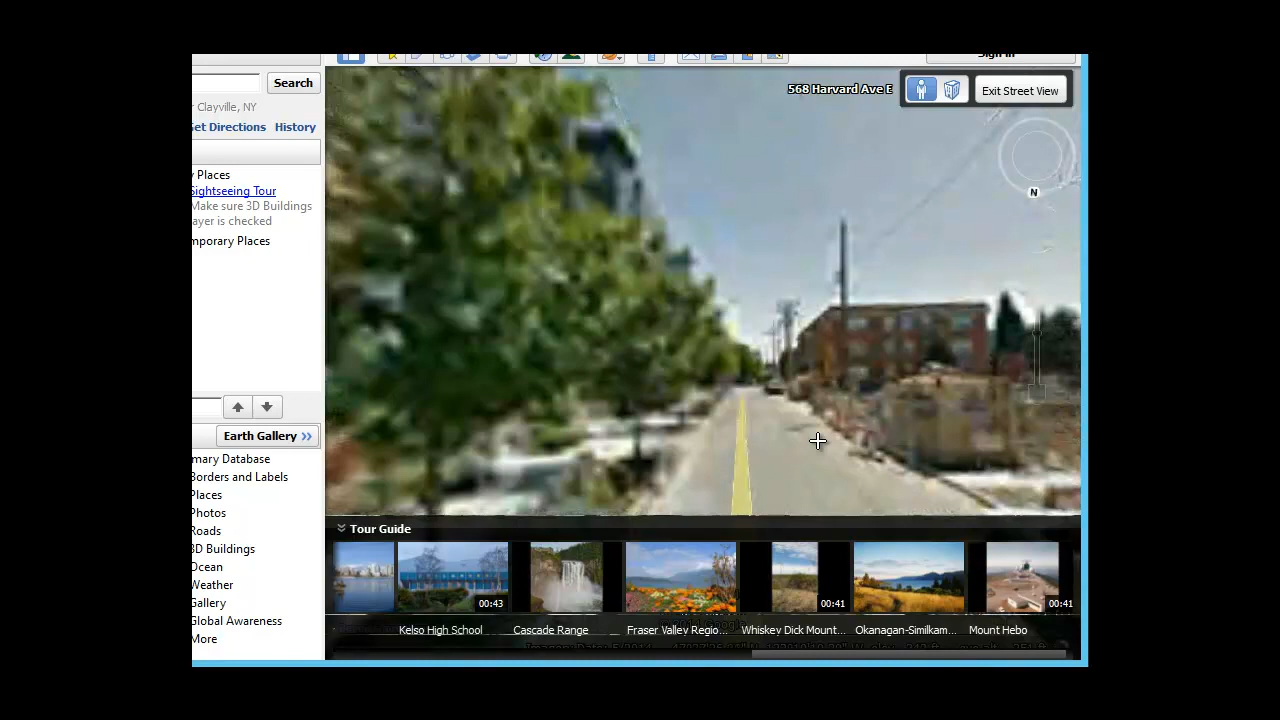 Search
Clayville, NY
Get Directions
History
568 Harvard Ave E
Exit Street View
N
y Places
Sightseeing Tour
Make sure 3D Buildings
ayer is checked
mporary Places
Earth Gallery »
mary Database
Borders and Labels
Places
Photos
Roads
3D Buildings
Ocean
Weather
Gallery
Global Awareness
More
Tour Guide
00:43
00:41
00:41
Kelso High School
Cascade Range
Fraser Valley Regio...
Whiskey Dick Mount...
Okanagan-Similkam...
Mount Hebo